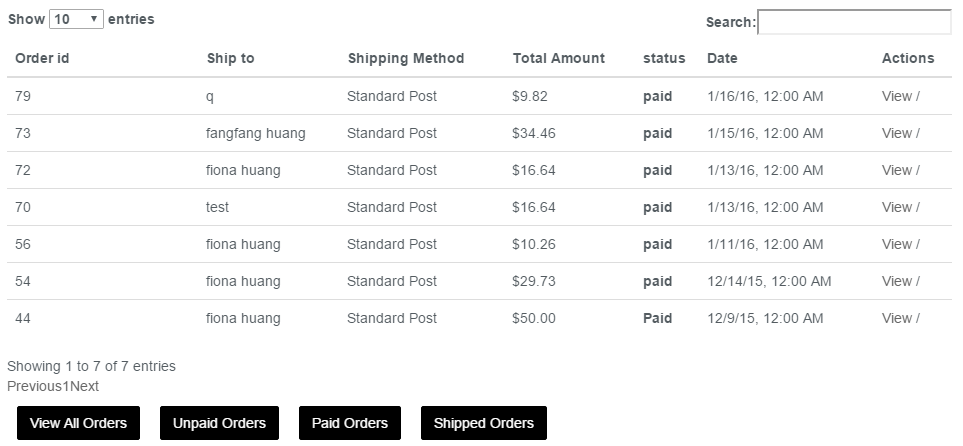 Show 10 entries Search:
Order id Ship to Shipping Method Total Amount status Date Actions
79 q Standard Post $9.82 paid 1/16/16, 12:00 AM View /
73 fangfang huang Standard Post $34.46 paid 1/15/16, 12:00 AM View /
72 fiona huang Standard Post $16.64 paid 1/13/16, 12:00 AM View /
70 test Standard Post $16.64 paid 1/13/16, 12:00 AM View /
56 fiona huang Standard Post $10.26 paid 1/11/16, 12:00 AM View /
54 fiona huang Standard Post $29.73 paid 12/14/15, 12:00 AM View /
44 fiona huang Standard Post $50.00 Paid 12/9/15, 12:00 AM View /
Showing 1 to 7 of 7 entries
Previous1Next
View All Orders Unpaid Orders Paid Orders Shipped Orders